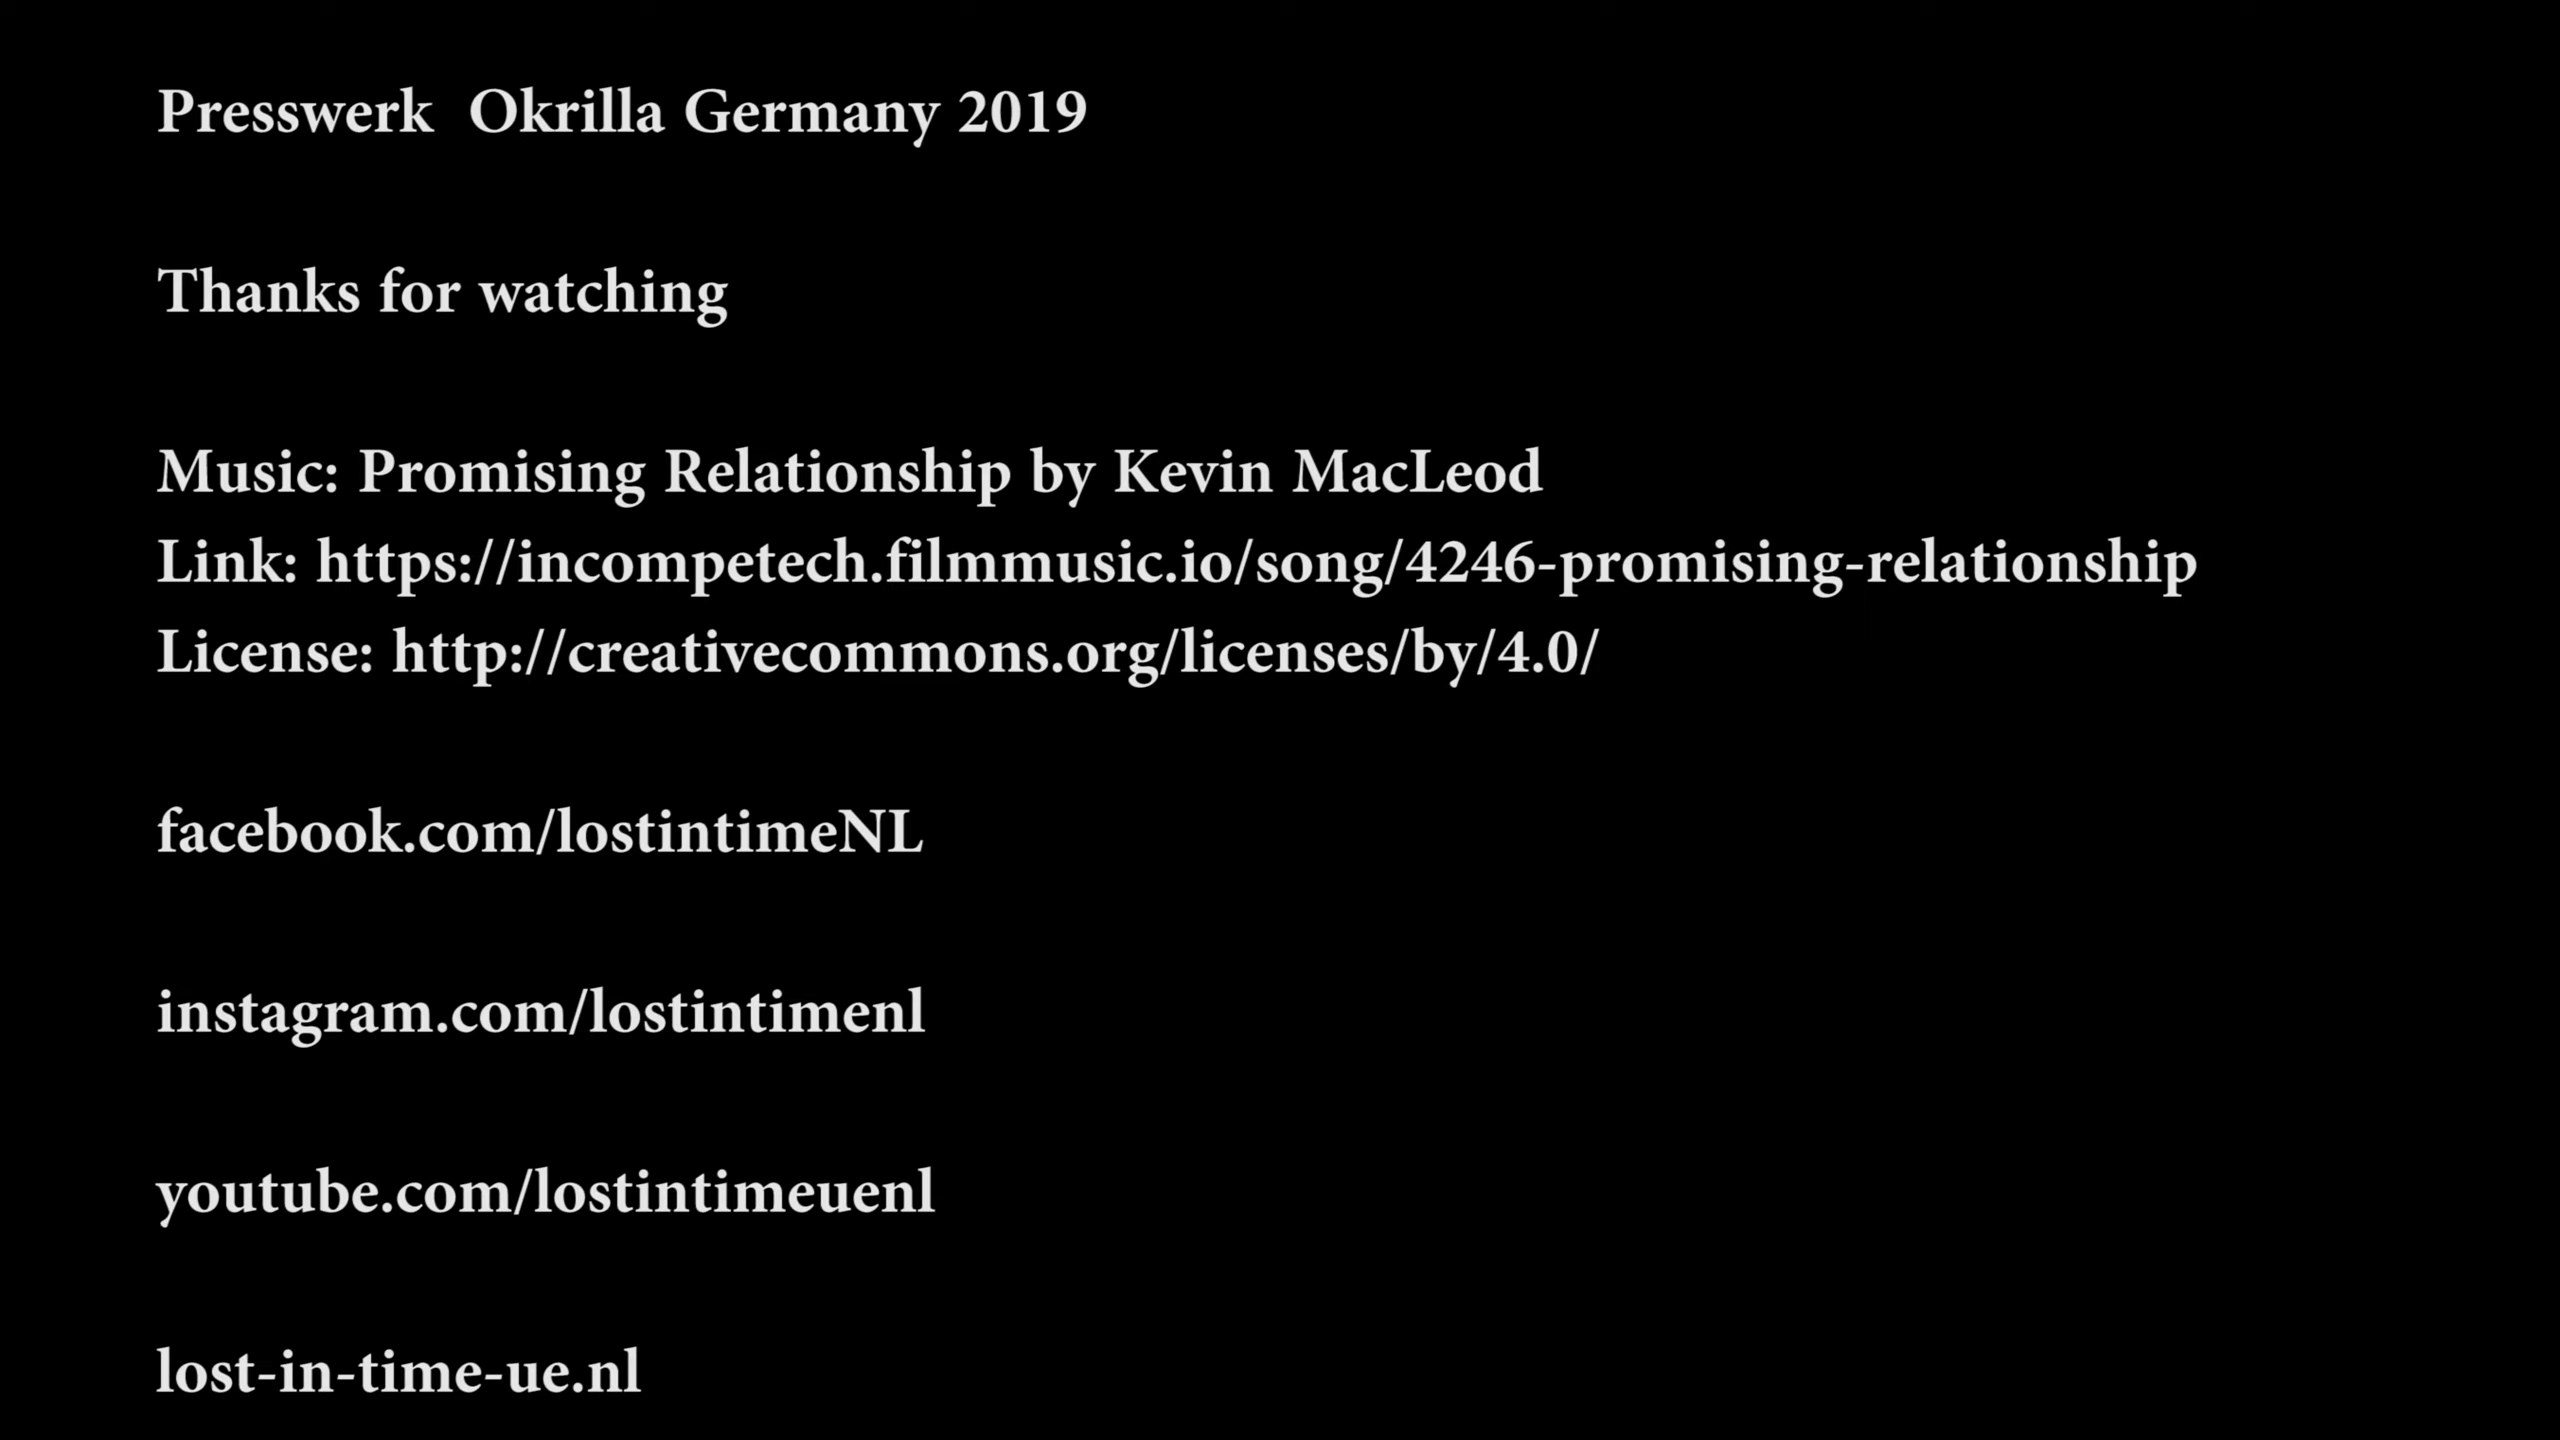 Presswerk  Okrilla Germany 2019
Thanks for watching
Music: Promising Relationship by Kevin MacLeod
Link: https://incompetech.filmmusic.io/song/4246-promising-relationship
License: http://creativecommons.org/licenses/by/4.0/
facebook.com/lostintimeNL
instagram.com/lostintimenl
youtube.com/lostintimeuenl
lost-in-time-ue.nl